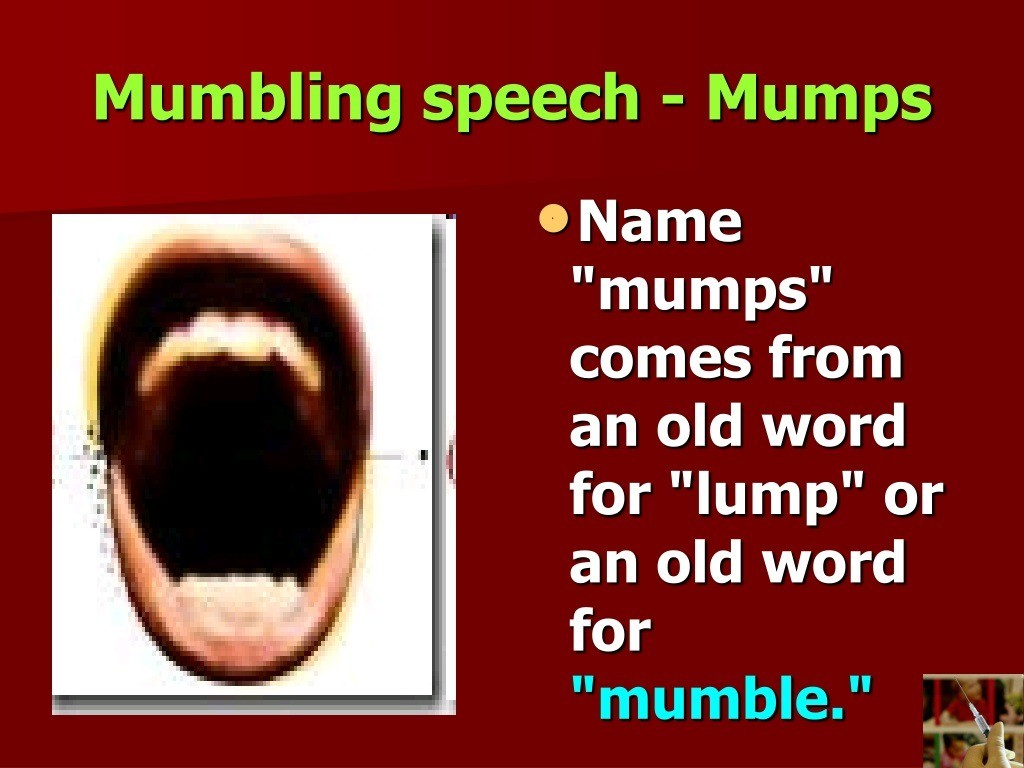 Mumbling speech - Mumps
Name
"mumps"
comes from
an old word
for "lump" or
an old word
for
"mumble."